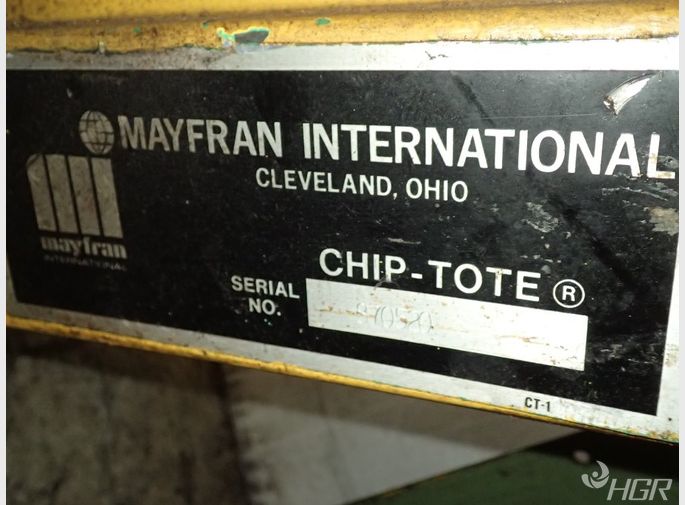 MAYFRAN INTERNATIONAL
CLEVELAND, OHIO
mayfran
INTERNATIONAL
CHIP-TOTE ®
SERIAL
NO.
CT-1
HGR